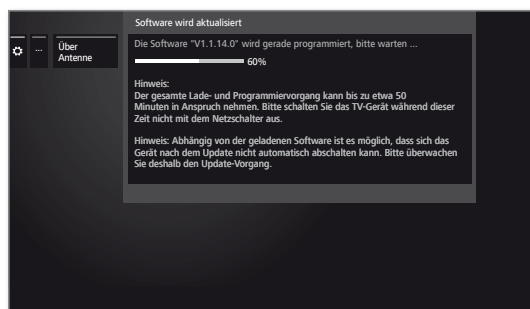 Software wird aktualisiert
...
Über
Antenne
Die Software "V1.1.14.0" wird gerade programmiert, bitte warten ...
60%
Hinweis:
Der gesamte Lade- und Programmiervorgang kann bis zu etwa 50
Minuten in Anspruch nehmen. Bitte schalten Sie das TV-Gerät während dieser
Zeit nicht mit dem Netzschalter aus.
Hinweis: Abhängig von der geladenen Software ist es möglich, dass sich das
Gerät nach dem Update nicht automatisch abschalten kann. Bitte überwachen
Sie deshalb den Update-Vorgang.